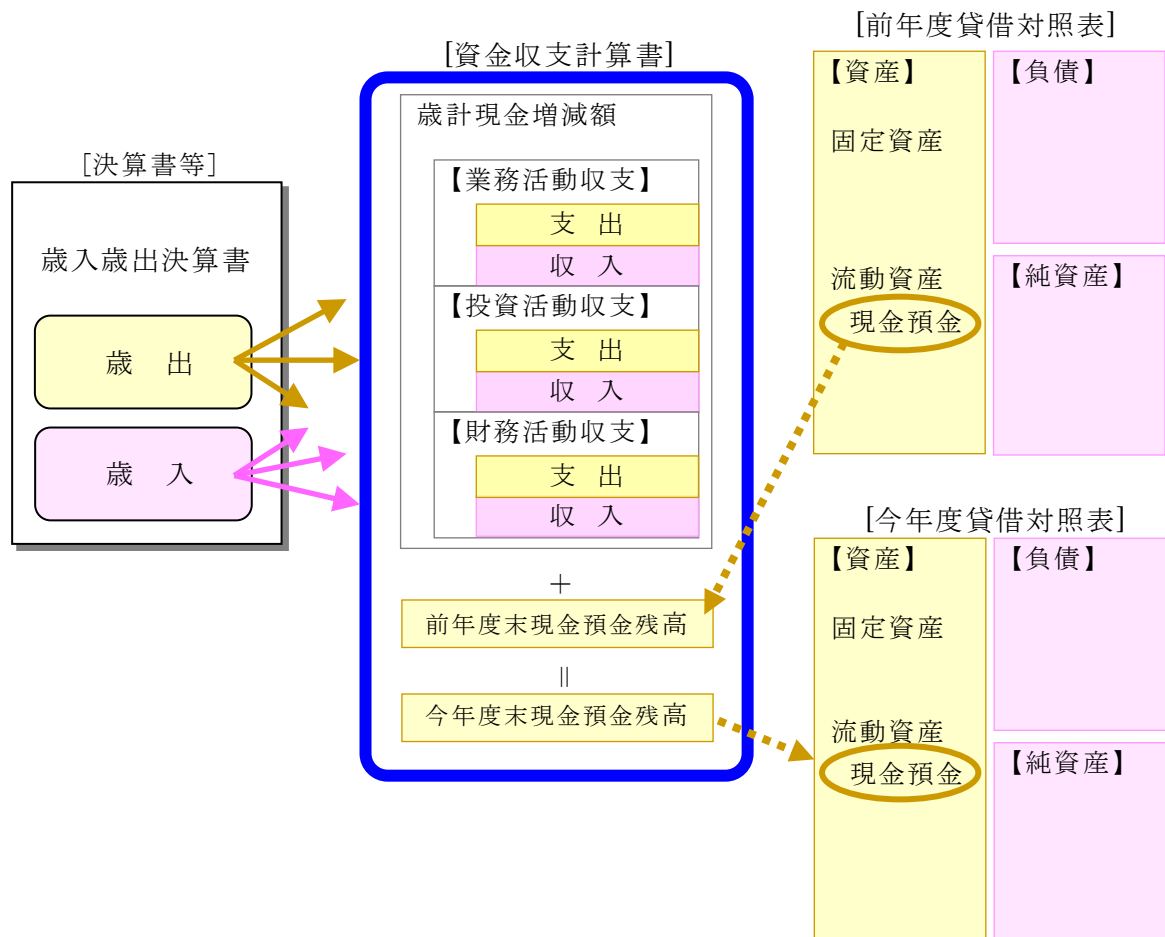 [決算書等]
歳入歳出決算書
歳　出
歳　入
[資金収支計算書]
歳計現金増減額
【業務活動収支】
支　出
収　入
【投資活動収支】
支　出
収　入
【財務活動収支】
支　出
収　入
＋
前年度末現金預金残高
＝
今年度末現金預金残高
[前年度貸借対照表]
【資産】
固定資産
流動資産
現金預金
【負債】
【純資産】
[今年度貸借対照表]
【資産】
固定資産
流動資産
現金預金
【負債】
【純資産】